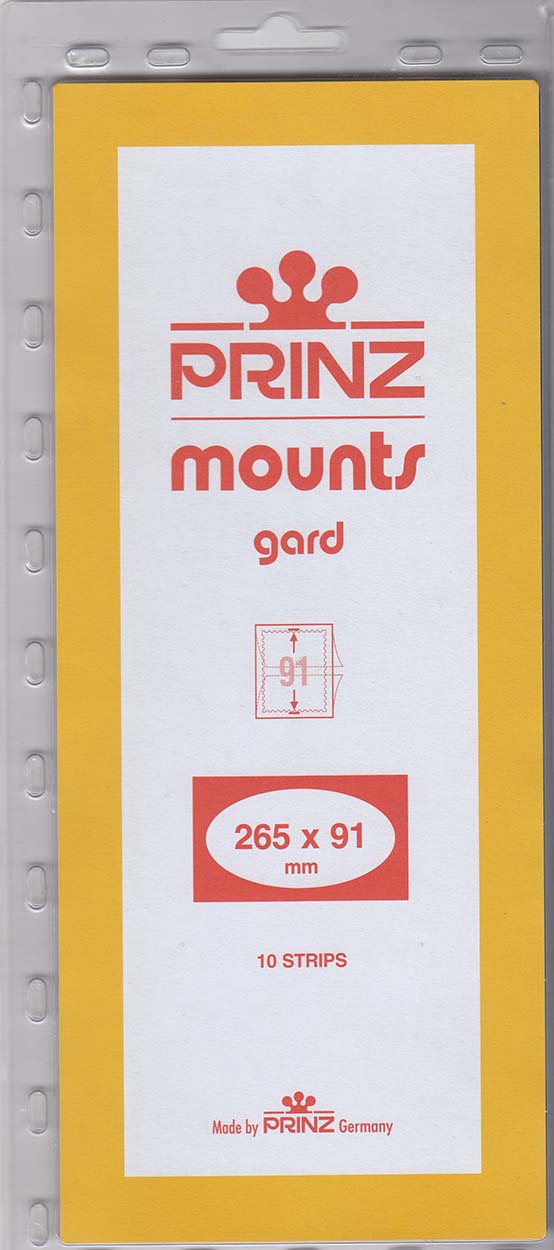 PRINZ
mounts
gard
91
265 x 91
mm
10 STRIPS
Made by PRINZ Germany